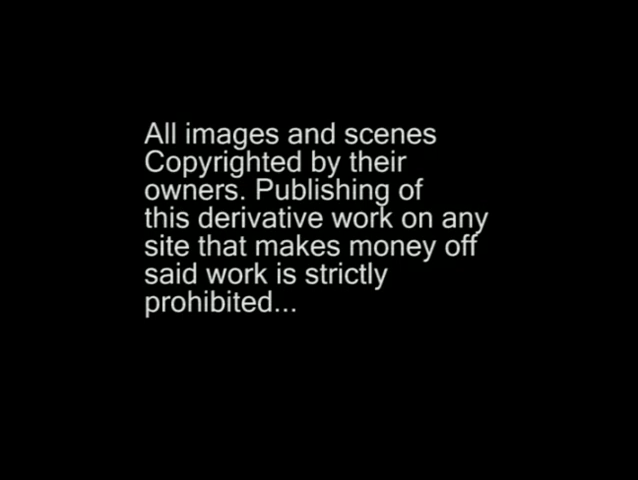 All images and scenes
Copyrighted by their
owners. Publishing of
this derivative work on any
site that makes money off
said work is strictly
prohibited...